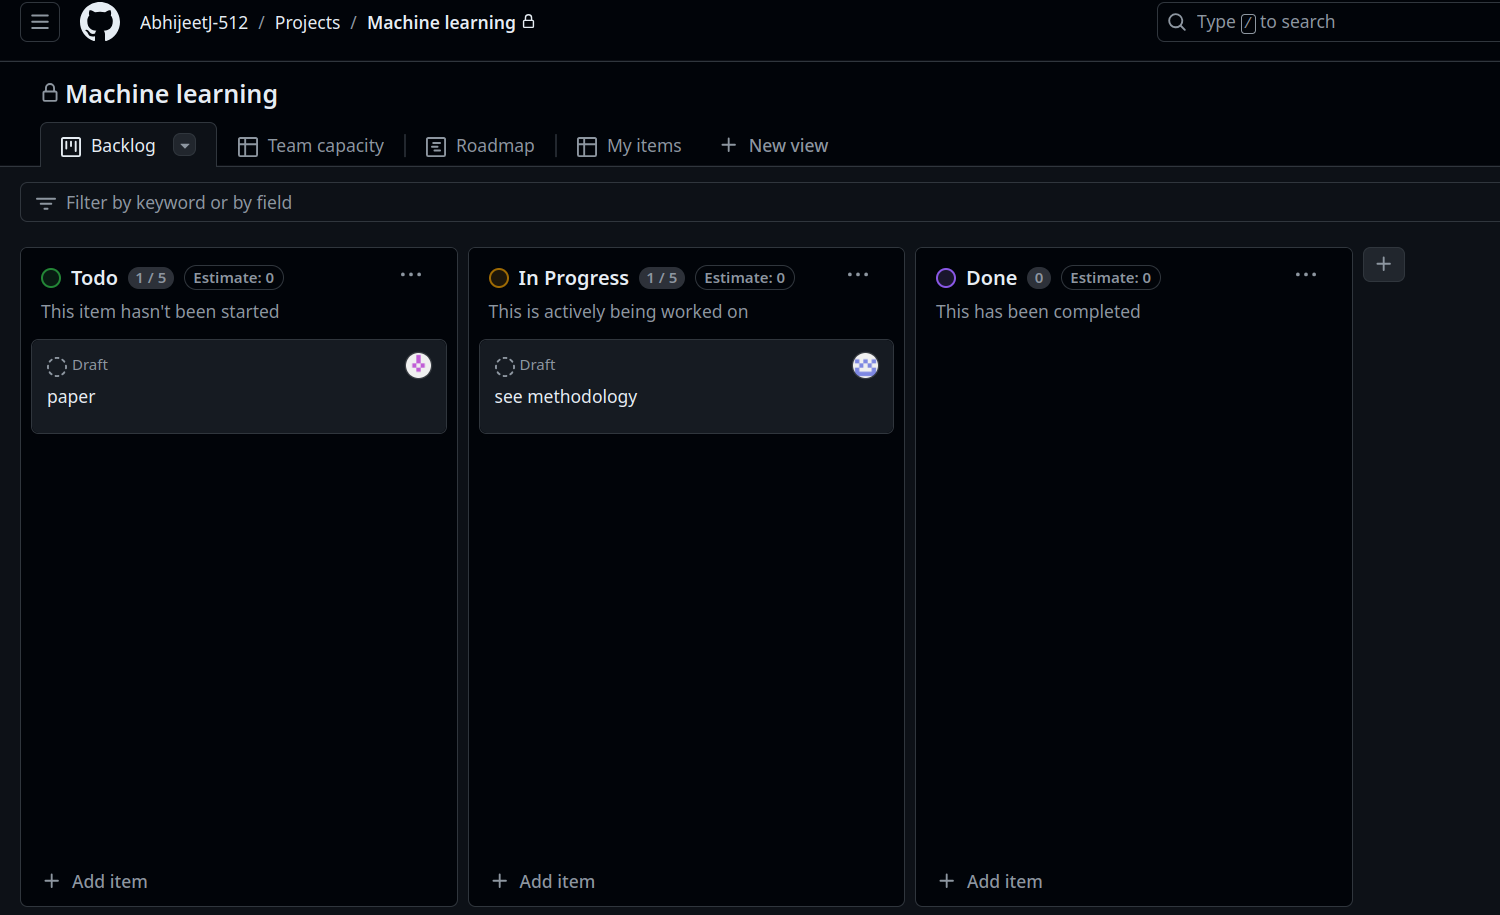 AbhijeetJ-512 / Projects / Machine learning
Type / to search
Machine learning
Backlog
Team capacity
Roadmap
My items
New view
Filter by keyword or by field
Todo 1 / 5 Estimate: 0
This item hasn't been started
Draft
paper
Add item
In Progress 1 / 5 Estimate: 0
This is actively being worked on
Draft
see methodology
Add item
Done 0 Estimate: 0
This has been completed
Add item